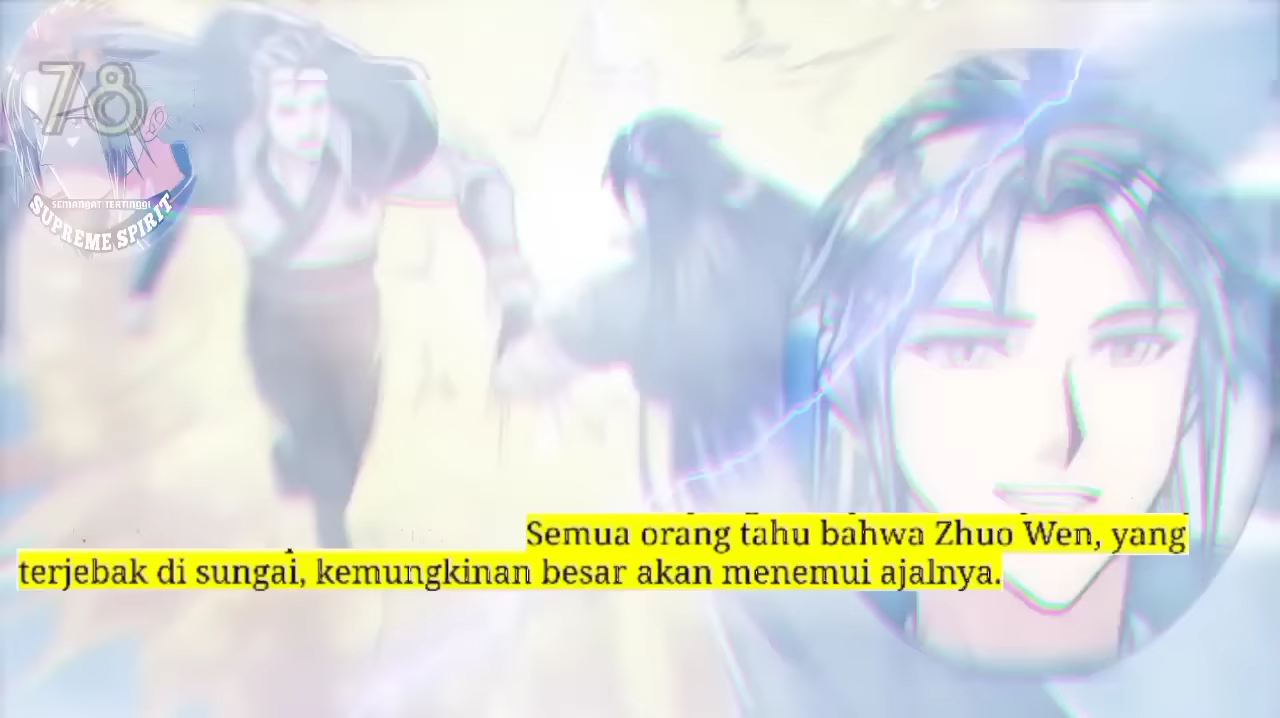 78
SEMANGAT TERTINGGI
SUPREME SPIRIT
Semua orang tahu bahwa Zhuo Wen, yang
terjebak di sungai, kemungkinan besar akan menemui ajalnya.